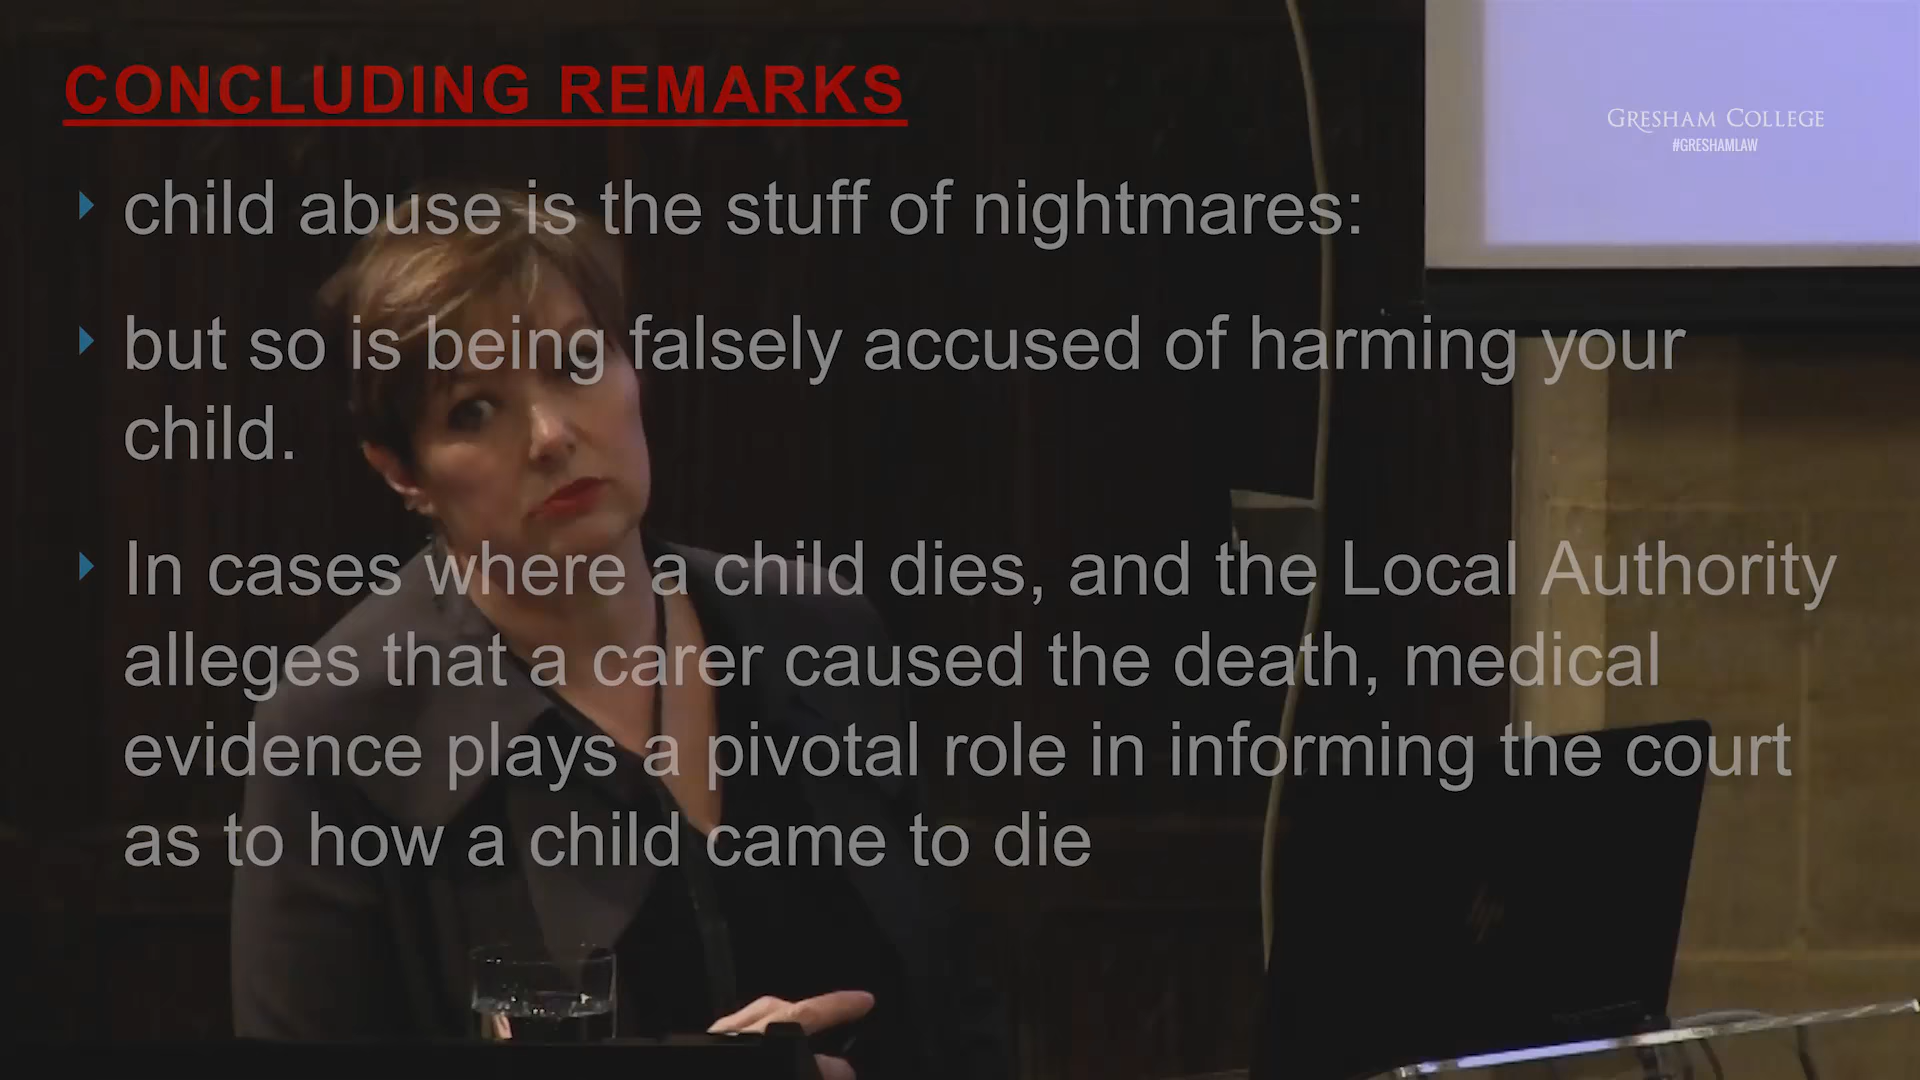 CONCLUDING REMARKS
GRESHAM COLLEGE
#GRESHAMLAW
child abuse is the stuff of nightmares:
but so is being falsely accused of harming your
child.
In cases where a child dies, and the Local Authority
alleges that a carer caused the death, medical
evidence plays a pivotal role in informing the court
as to how a child came to die
hp